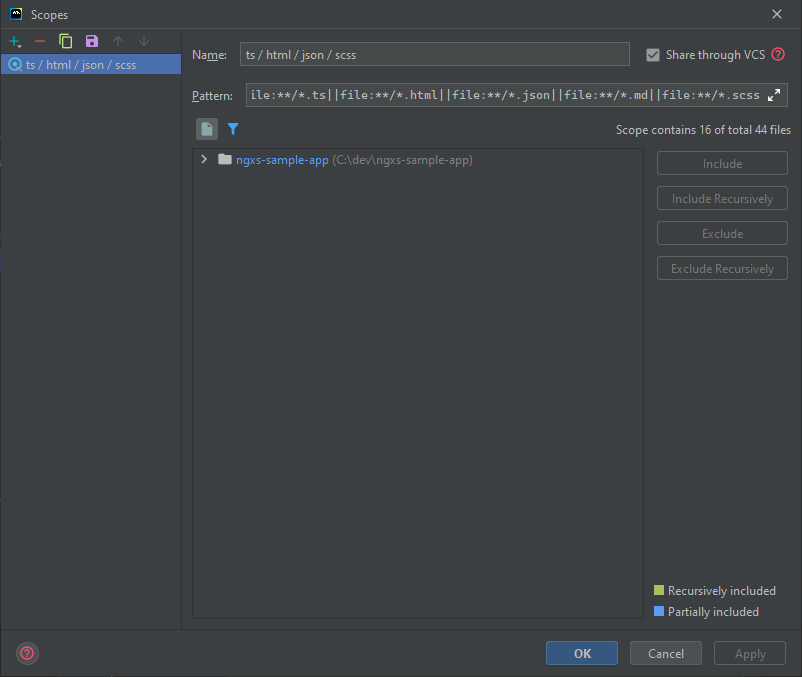 Scopes
ts / html / json / scss
Name: ts / html / json / scss
Share through VCS
Pattern: ile:**/*.ts||file:**/*.html||file:**/*.json||file:**/*.md||file:**/*.scss
Scope contains 16 of total 44 files
ngxs-sample-app (C:\dev\ngxs-sample-app)
Include
Include Recursively
Exclude
Exclude Recursively
Recursively included
Partially included
OK
Cancel
Apply